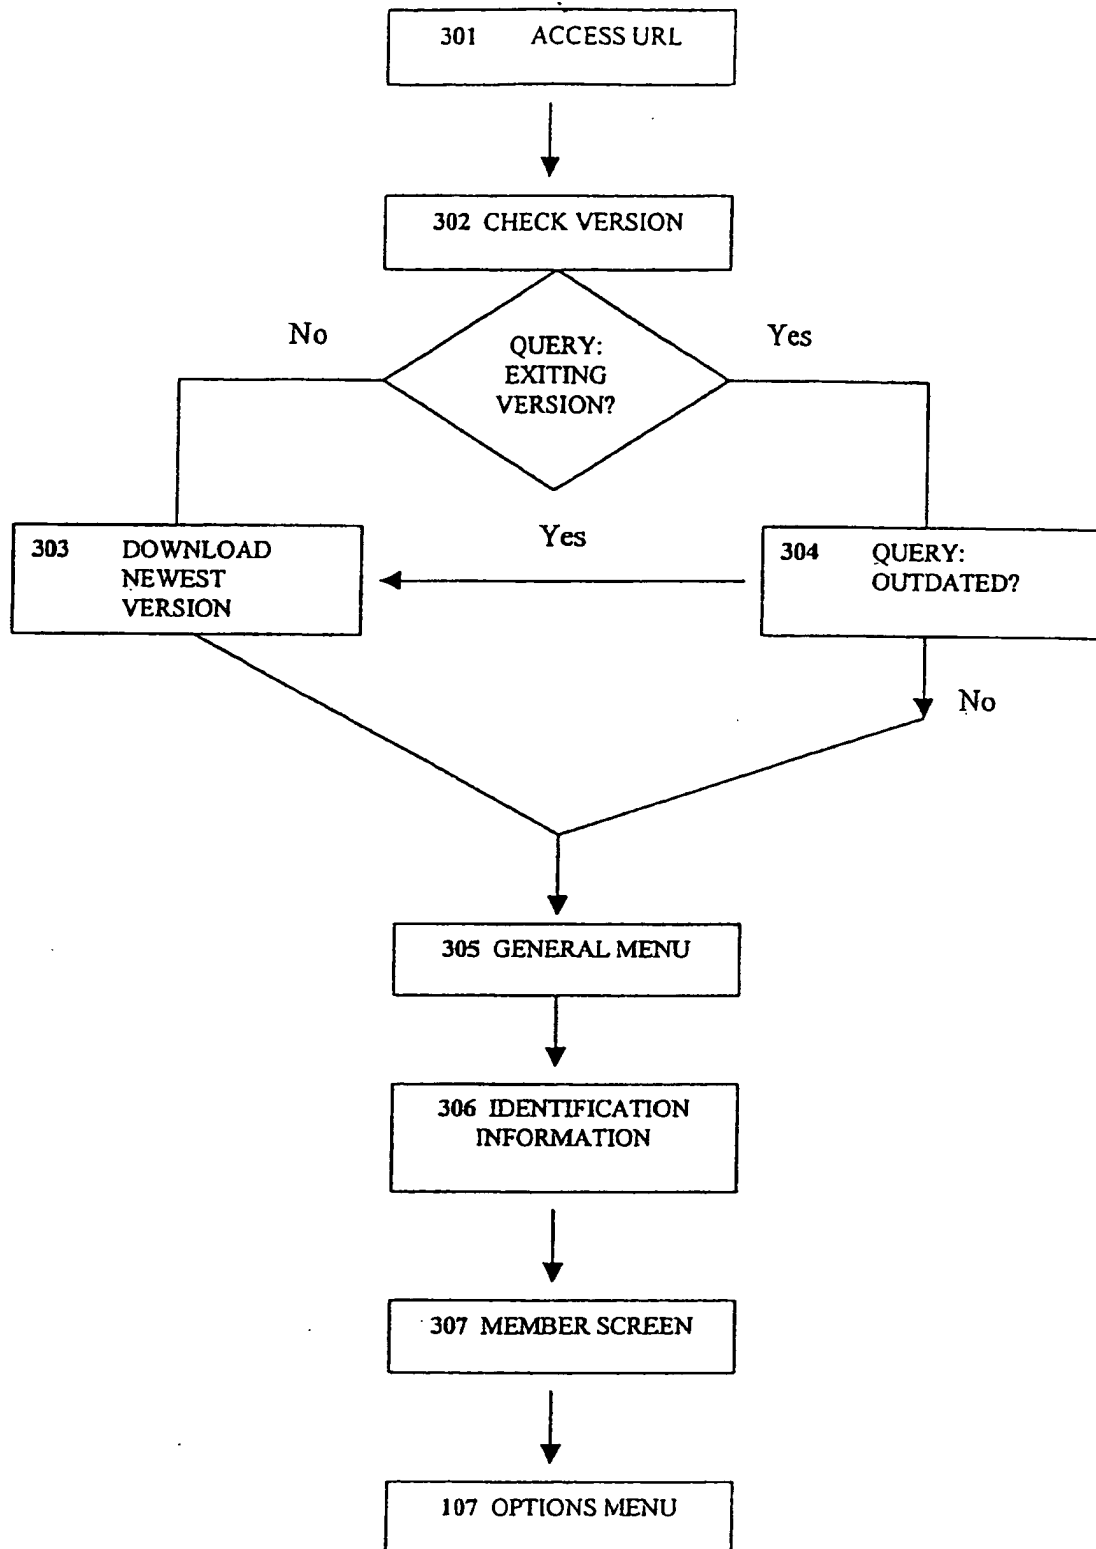 301 ACCESS URL
302 CHECK VERSION
No
Yes
QUERY:
EXITING
VERSION?
Yes
303 DOWNLOAD
NEWEST
VERSION
304 QUERY:
OUTDATED?
No
305 GENERAL MENU
306 IDENTIFICATION
INFORMATION
307 MEMBER SCREEN
107 OPTIONS MENU